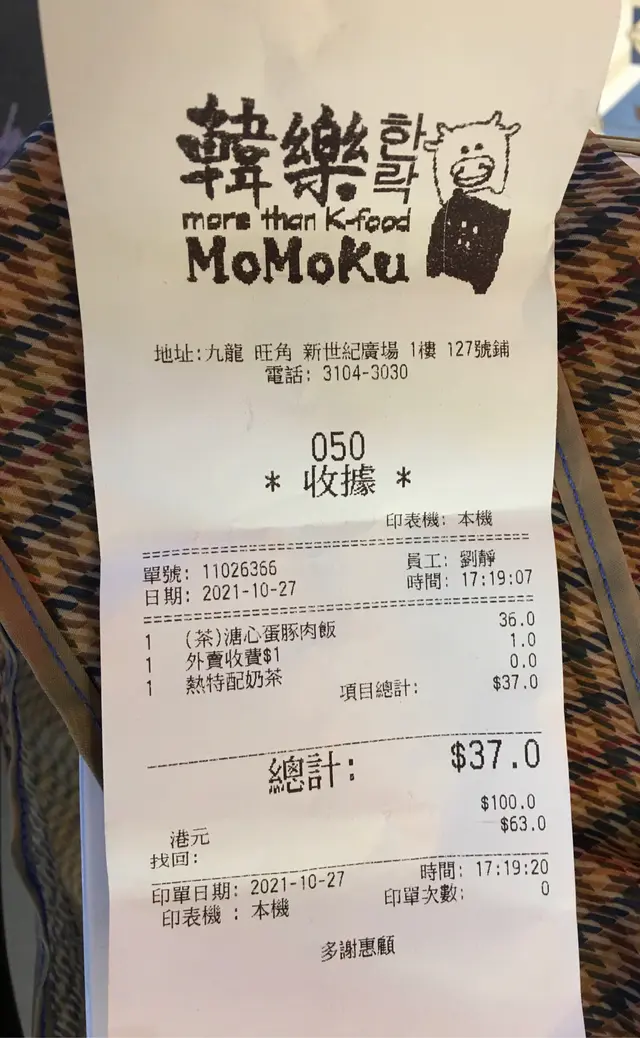 韓樂 한락
more than K-food
MoMoKu
地址:九龍 旺角 新世紀廣場 1樓 127號鋪
電話: 3104-3030
050
* 收據 *
印表機: 本機
單號: 11026366 員工: 劉靜
日期: 2021-10-27 時間: 17:19:07
1 (茶)溏心蛋豚肉飯 36.0
1 外賣收費$1 1.0
1 熱特配奶茶 0.0
項目總計: $37.0
總計: $37.0
港元 $100.0
找回: $63.0
印單日期: 2021-10-27 時間: 17:19:20
印表機 : 本機 印單次數: 0
多謝惠顧